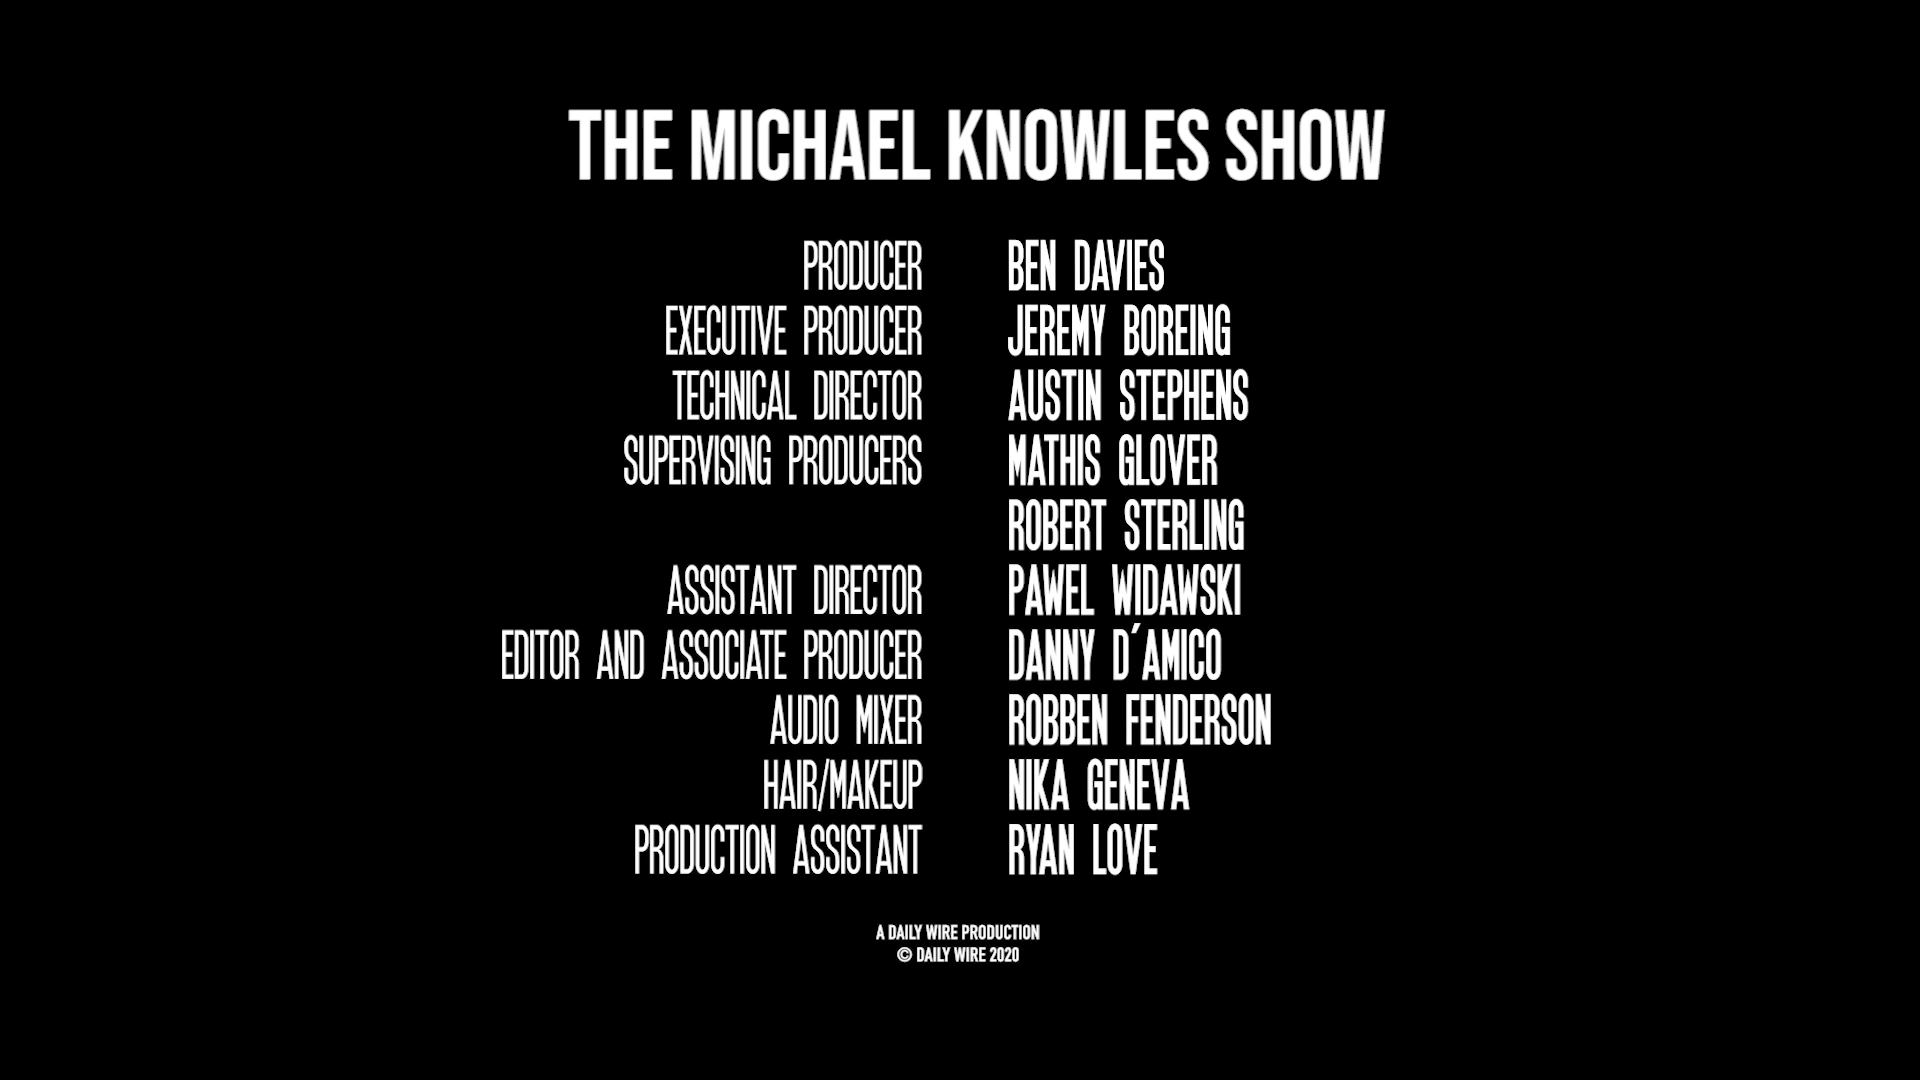 THE MICHAEL KNOWLES SHOW
PRODUCER BEN DAVIES
EXECUTIVE PRODUCER JEREMY BOREING
TECHNICAL DIRECTOR AUSTIN STEPHENS
SUPERVISING PRODUCERS MATHIS GLOVER
ROBERT STERLING
ASSISTANT DIRECTOR PAWEL WIDAWSKI
EDITOR AND ASSOCIATE PRODUCER DANNY D'AMICO
AUDIO MIXER ROBBEN FENDERSON
HAIR/MAKEUP NIKA GENEVA
PRODUCTION ASSISTANT RYAN LOVE
A DAILY WIRE PRODUCTION
© DAILY WIRE 2020